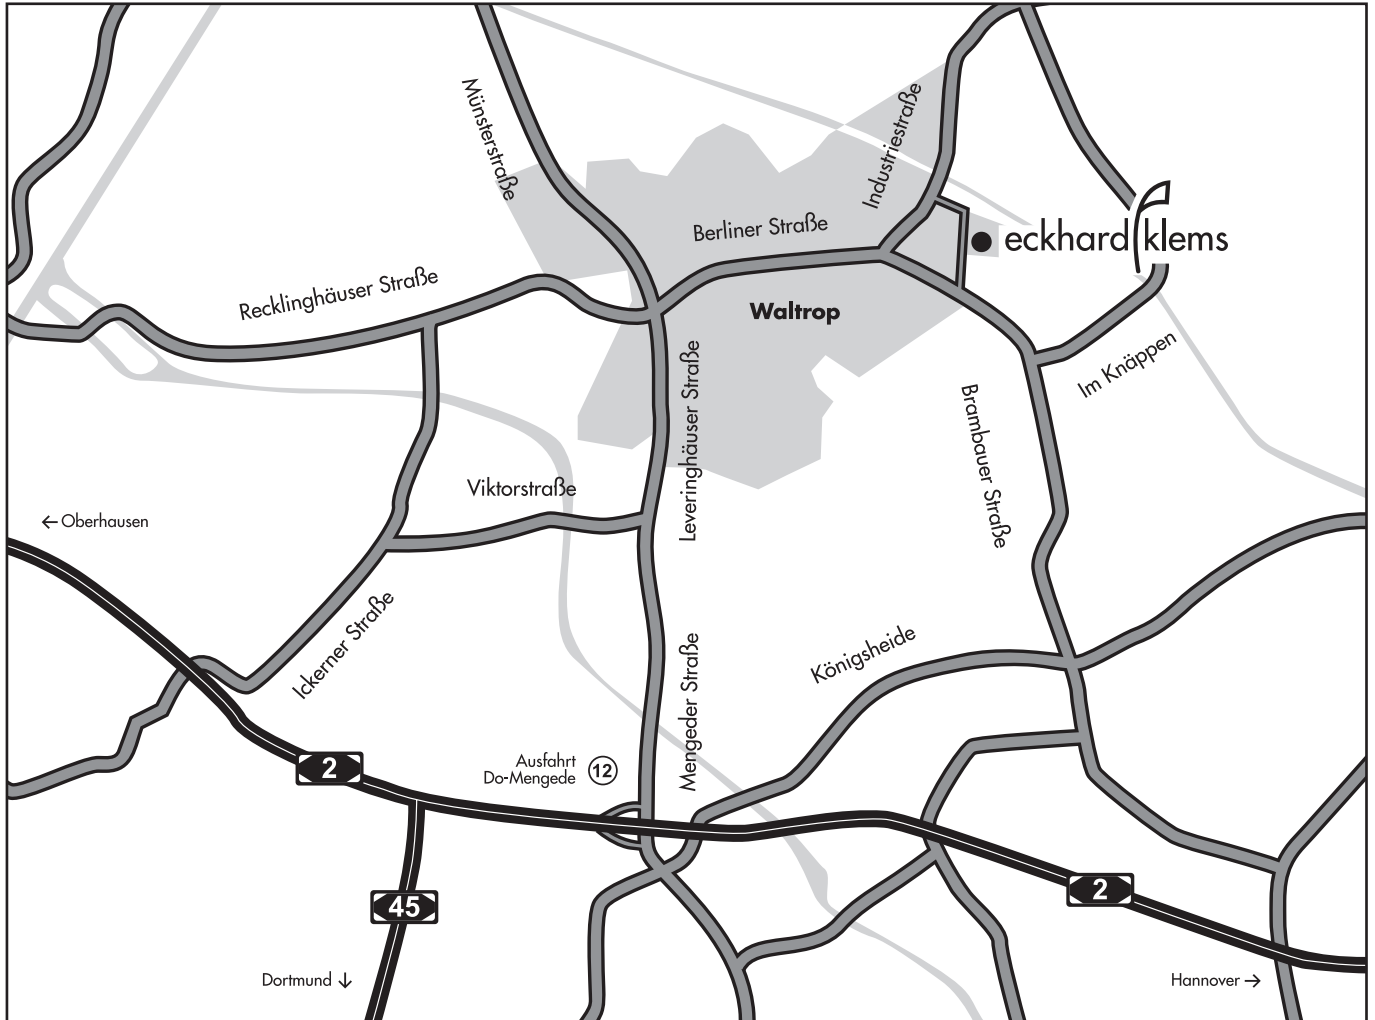 Münsterstraße
Industriestraße
Berliner Straße
eckhard klems
Recklinghäuser Straße
Waltrop
Im Knäppen
Leveringhäuser Straße
Brambauer Straße
Viktorstraße
← Oberhausen
Ickerner Straße
Königsheide
Mengeder Straße
Ausfahrt
Do-Mengede
12
2
2
45
Dortmund ↓
Hannover →